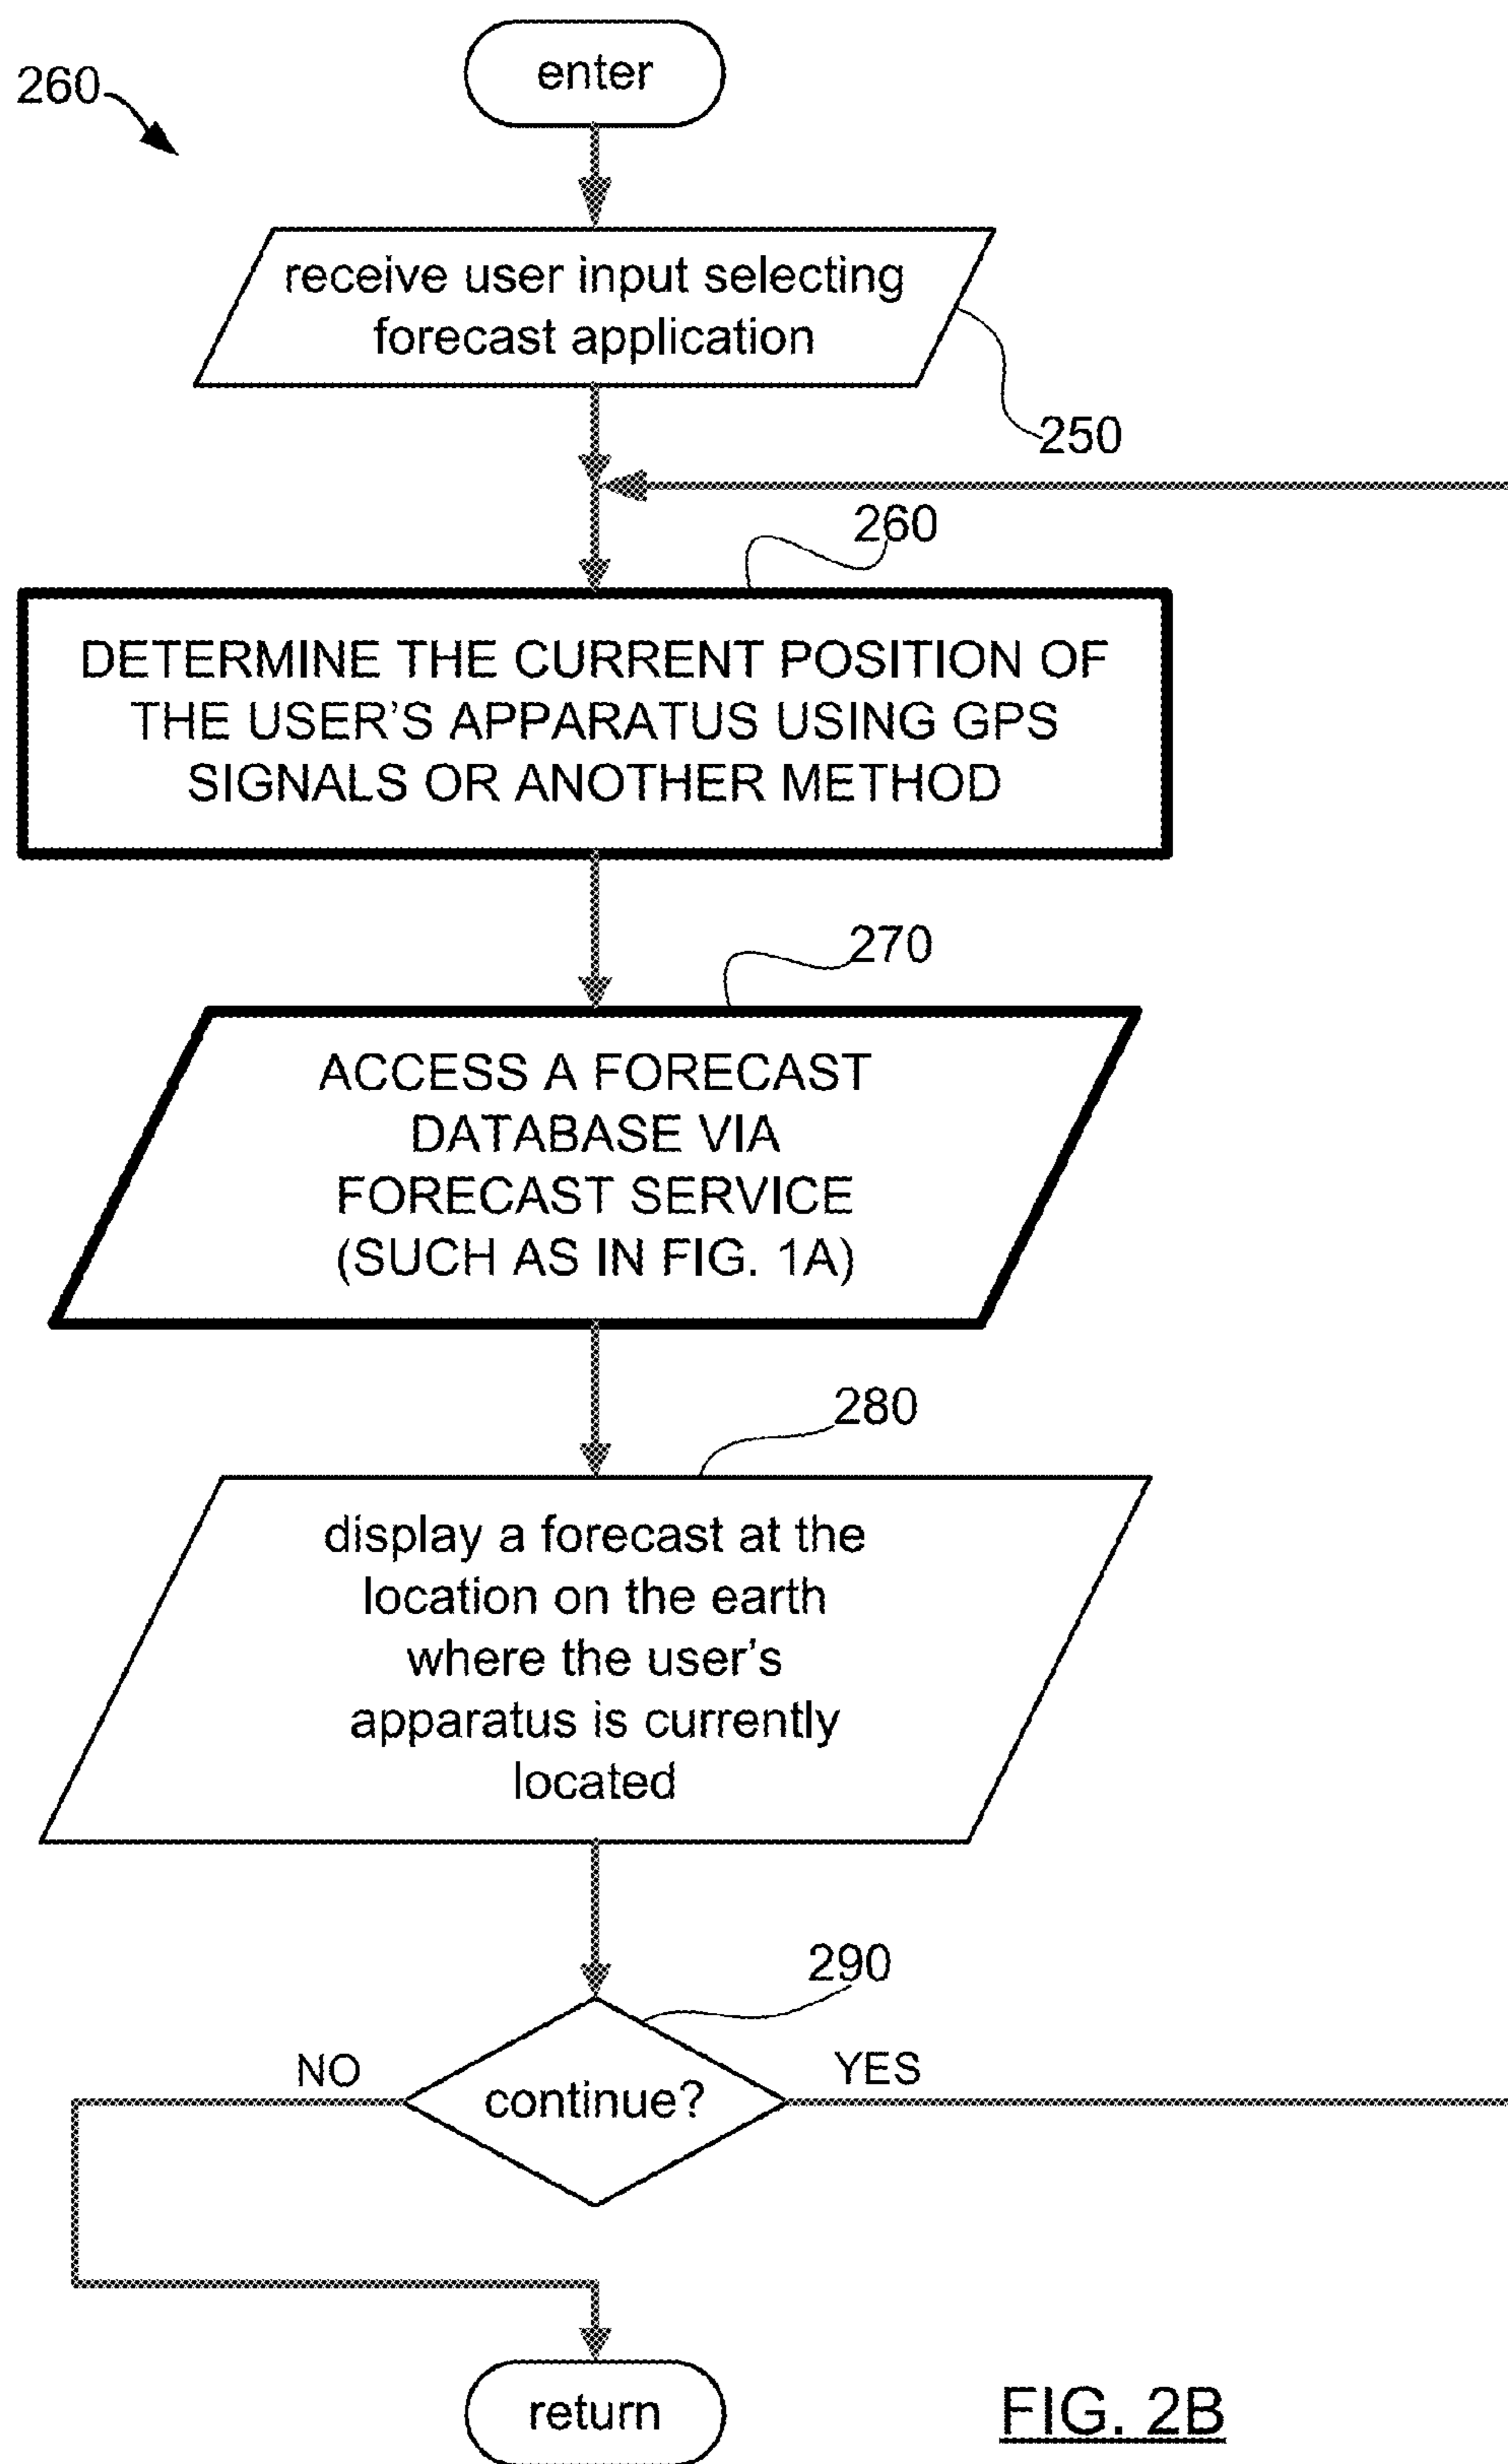 enter
260
receive user input selecting
forecast application
250
260
DETERMINE THE CURRENT POSITION OF
THE USER'S APPARATUS USING GPS
SIGNALS OR ANOTHER METHOD
270
ACCESS A FORECAST
DATABASE VIA
FORECAST SERVICE
(SUCH AS IN FIG. 1A)
280
display a forecast at the
location on the earth
where the user's
apparatus is currently
located
290
NO
continue?
YES
return
FIG. 2B